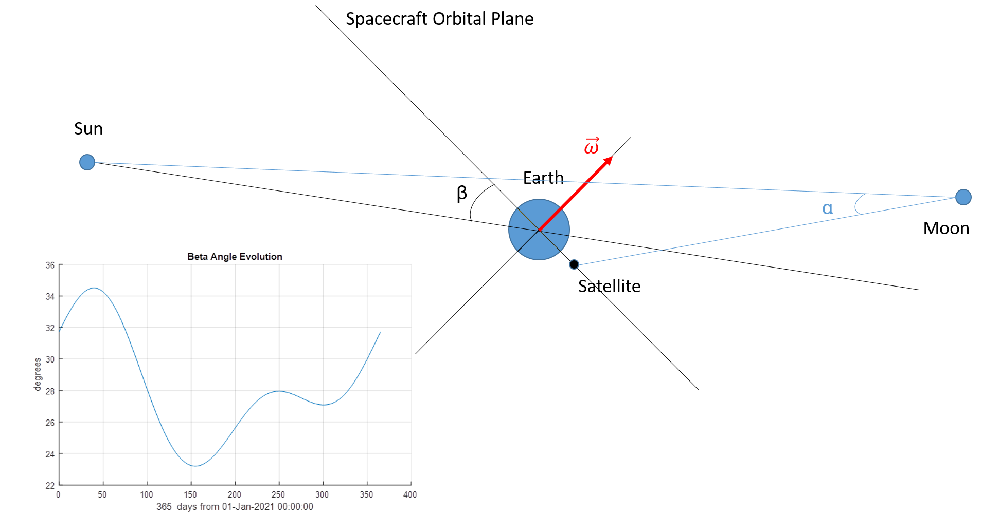 Spacecraft Orbital Plane
Sun
ω⃗
Earth
β
α
Moon
Satellite
Beta Angle Evolution
36
34
32
30
28
26
24
22
degrees
0 50 100 150 200 250 300 350 400
365 days from 01-Jan-2021 00:00:00